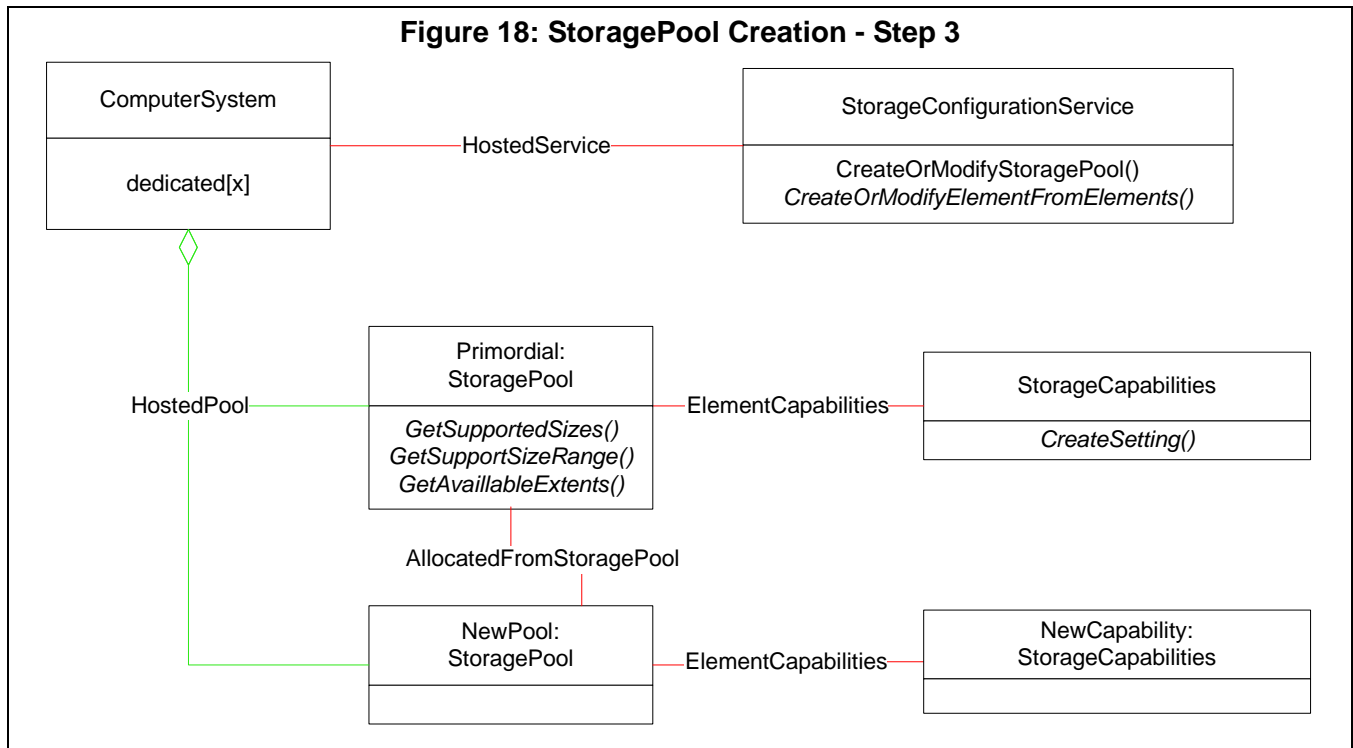 Figure 18: StoragePool Creation - Step 3
ComputerSystem
dedicated[x]
HostedService
StorageConfigurationService
CreateOrModifyStoragePool()
CreateOrModifyElementFromElements()
HostedPool
Primordial:
StoragePool
GetSupportedSizes()
GetSupportSizeRange()
GetAvaillableExtents()
ElementCapabilities
StorageCapabilities
CreateSetting()
AllocatedFromStoragePool
NewPool:
StoragePool
ElementCapabilities
NewCapability:
StorageCapabilities